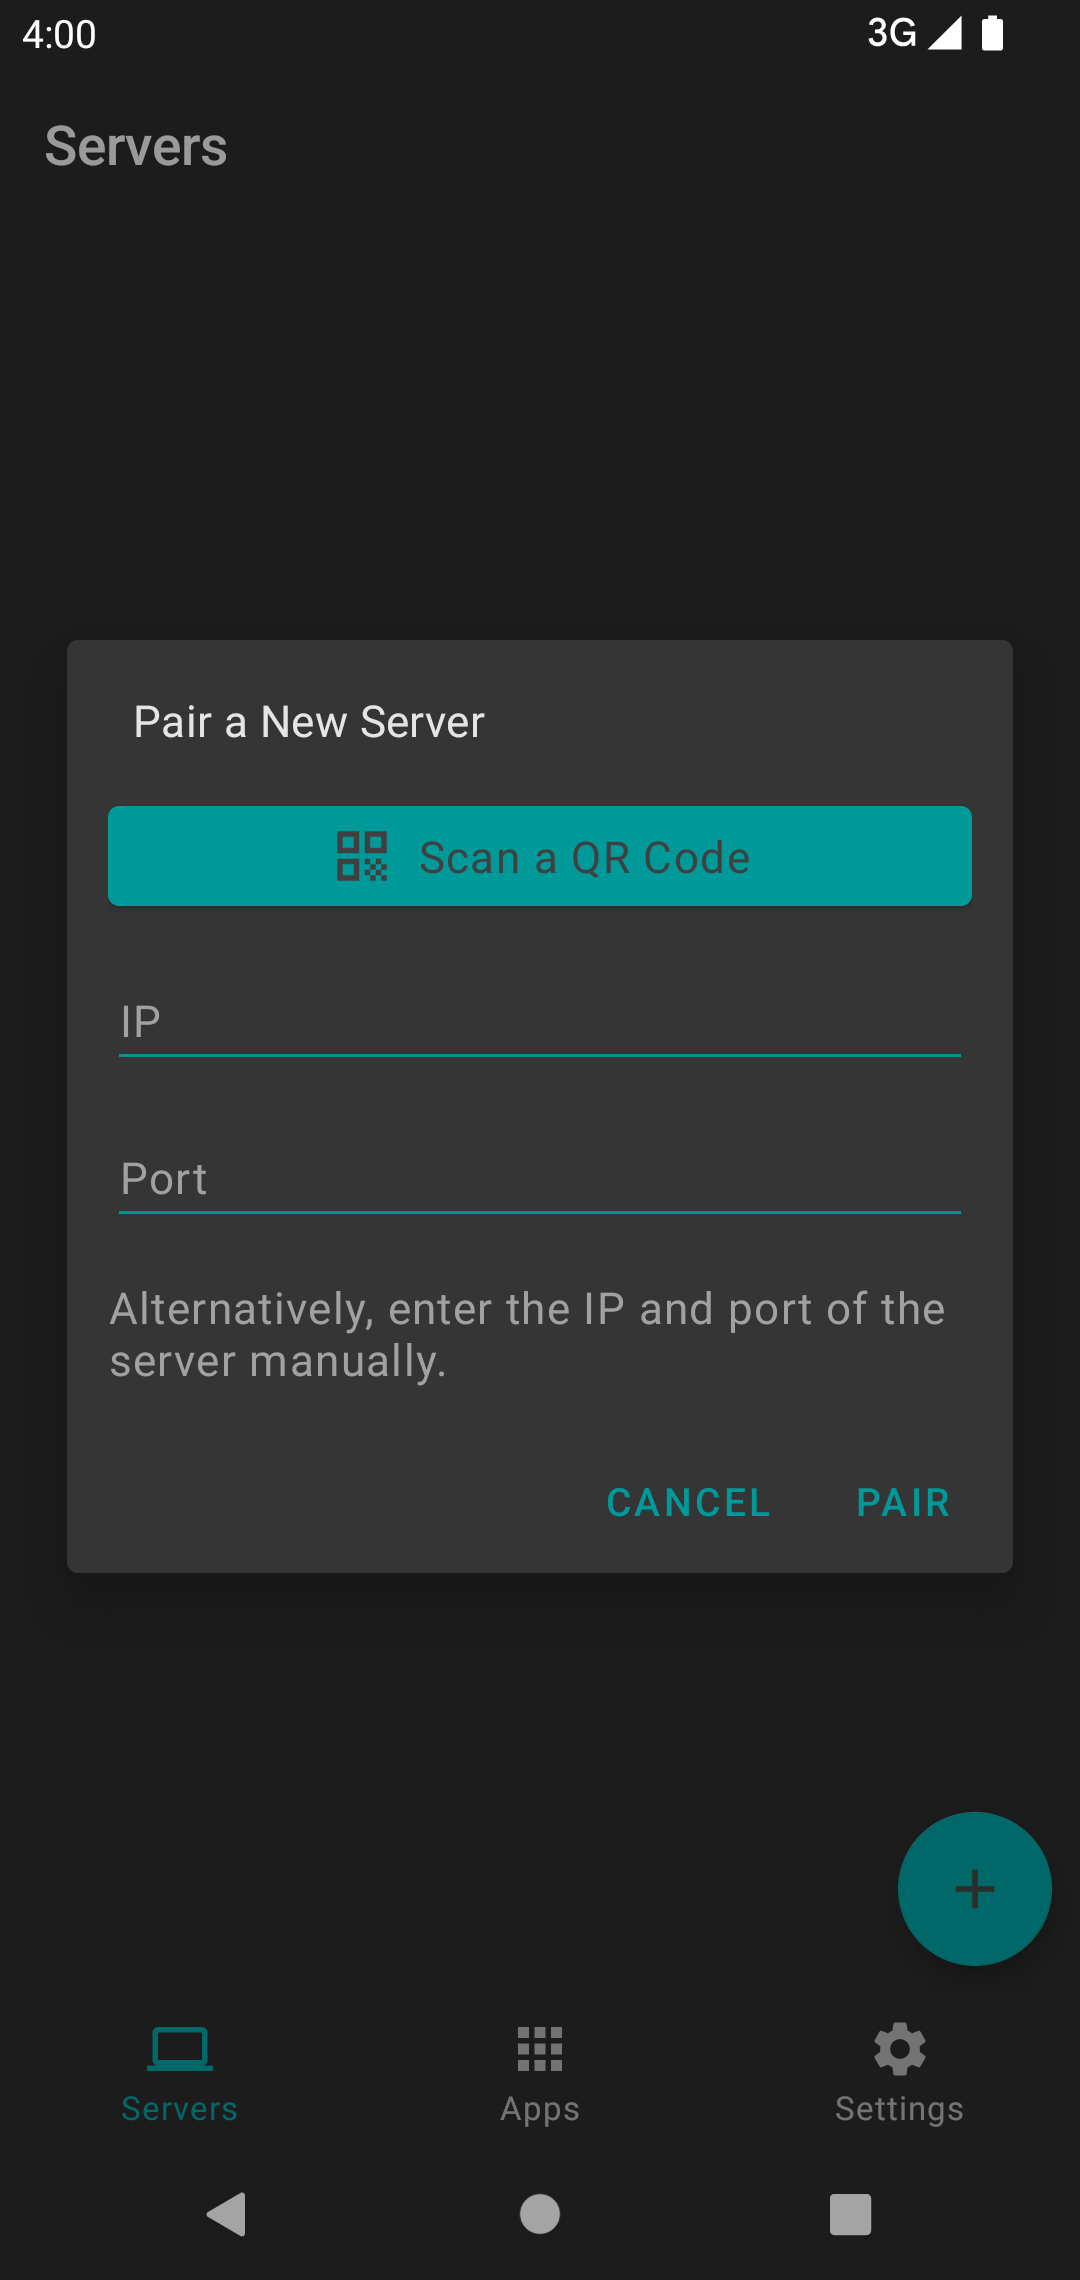 4:00
3G
Servers
Pair a New Server
Scan a QR Code
IP
Port
Alternatively, enter the IP and port of the
server manually.
CANCEL
PAIR
Servers
Apps
Settings